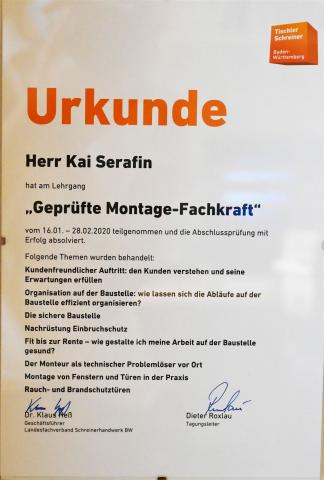 Tischler
Schreiner
Baden-
Württemberg
Urkunde
Herr Kai Serafin
hat am Lehrgang
„Geprüfte Montage-Fachkraft“
vom 16.01. – 28.02.2020 teilgenommen und die Abschlussprüfung mit
Erfolg absolviert.
Folgende Themen wurden behandelt:
Kundenfreundlicher Auftritt: den Kunden verstehen und seine
Erwartungen erfüllen
Organisation auf der Baustelle: wie lassen sich die Abläufe auf der
Baustelle effizient organisieren?
Die sichere Baustelle
Nachrüstung Einbruchschutz
Fit bis zur Rente – wie gestalte ich meine Arbeit auf der Baustelle
gesund?
Der Monteur als technischer Problemlöser vor Ort
Montage von Fenstern und Türen in der Praxis
Rauch- und Brandschutztüren
Dr. Klaus Heß Dieter Roxlau
Geschäftsführer Tagungsleiter
Landesfachverband Schreinerhandwerk BW